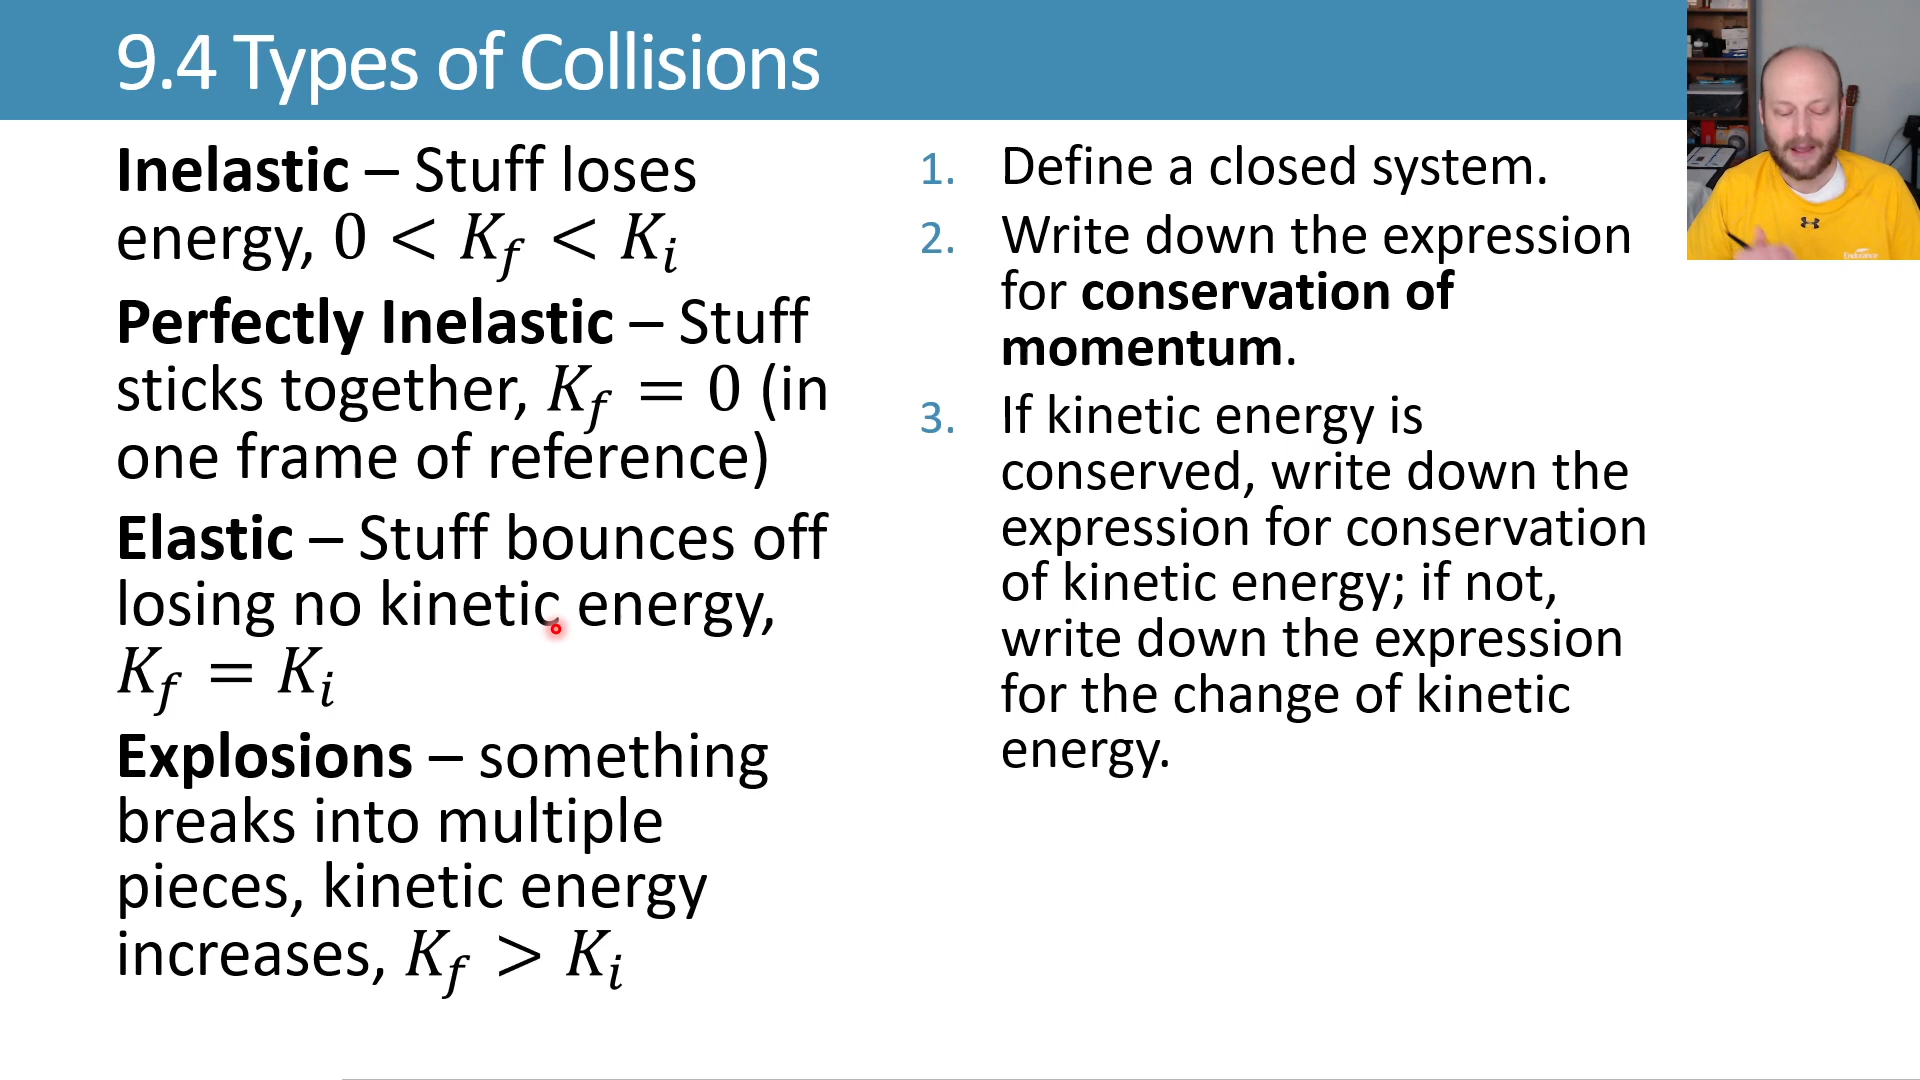 9.4 Types of Collisions
Inelastic – Stuff loses
energy, 0 < K_f < K_i
Perfectly Inelastic – Stuff
sticks together, K_f = 0 (in
one frame of reference)
Elastic – Stuff bounces off
losing no kinetic energy,
K_f = K_i
Explosions – something
breaks into multiple
pieces, kinetic energy
increases, K_f > K_i
1. Define a closed system.
2. Write down the expression
for conservation of
momentum.
3. If kinetic energy is
conserved, write down the
expression for conservation
of kinetic energy; if not,
write down the expression
for the change of kinetic
energy.
Endurance